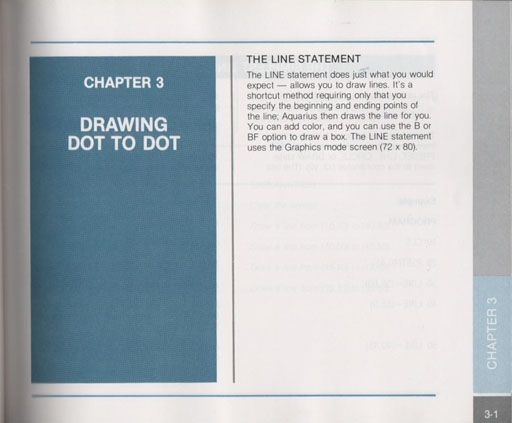 CHAPTER 3
DRAWING
DOT TO DOT
THE LINE STATEMENT
The LINE statement does just what you would
expect — allows you to draw lines. It's a
shortcut method requiring only that you
specify the beginning and ending points of
the line; Aquarius then draws the line for you.
You can add color, and you can use the B or
BF option to draw a box. The LINE statement
uses the Graphics mode screen (72 x 80).
CHAPTER 3
3-1